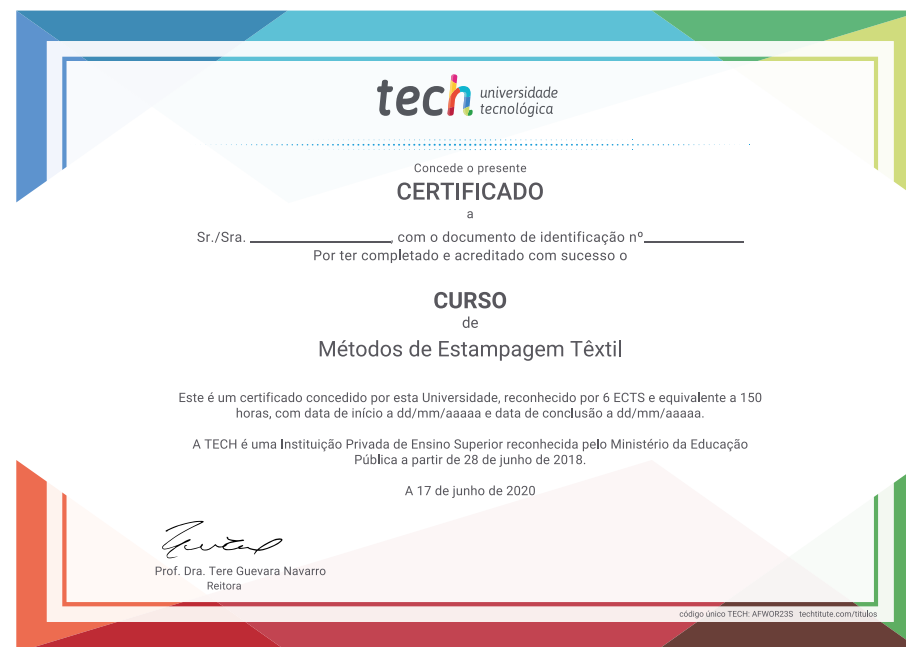 tech universidade
tecnológica
Concede o presente
CERTIFICADO
a
Sr./Sra. ____________________, com o documento de identificação nº______________
Por ter completado e acreditado com sucesso o
CURSO
de
Métodos de Estampagem Têxtil
Este é um certificado concedido por esta Universidade, reconhecido por 6 ECTS e equivalente a 150
horas, com data de início a dd/mm/aaaaa e data de conclusão a dd/mm/aaaaa.
A TECH é uma Instituição Privada de Ensino Superior reconhecida pelo Ministério da Educação
Pública a partir de 28 de junho de 2018.
A 17 de junho de 2020
Prof. Dra. Tere Guevara Navarro
Reitora
código único TECH: AFWOR23S techtitute.com/titulos